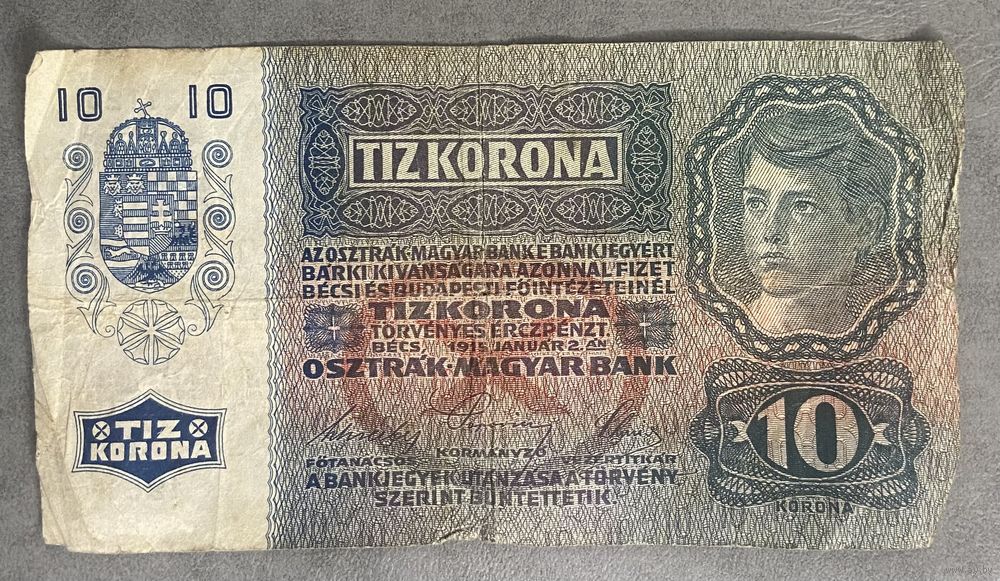 10 10
TIZ KORONA
TIZ KORONA
AZ OSZTRÁK-MAGYAR BANK E BANKJEGYÉRT
BÁRKI KIVÁNSÁGÁRA AZONNAL FIZET
BÉCSI ÉS BUDAPESTI FŐINTÉZETEINÉL
TIZ KORONA
TÖRVÉNYES ÉRCZPÉNZT
BÉCS, 1915 JANUÁR 2.ÁN
OSZTRÁK-MAGYAR BANK
KORMÁNYZÓ
FŐTANÁCSOS VEZÉRTITKÁR
A BANKJEGYEK UTÁNZÁSA A TÖRVÉNY
SZERINT BÜNTETTETIK.
10
KORONA